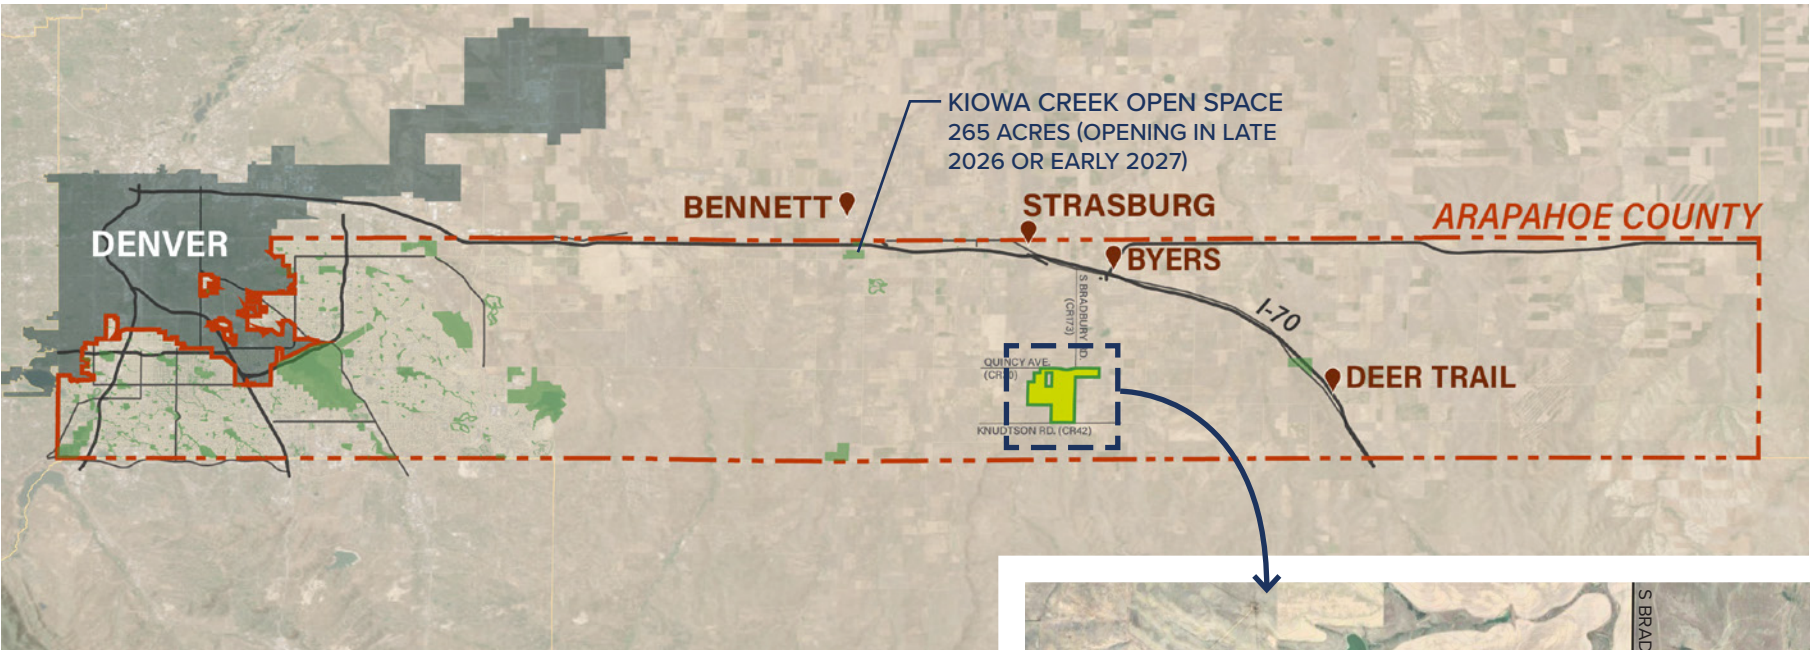 KIOWA CREEK OPEN SPACE
265 ACRES (OPENING IN LATE
2026 OR EARLY 2027)
BENNETT
STRASBURG
ARAPAHOE COUNTY
DENVER
BYERS
S BRADBURY RD.
(CR173)
I-70
QUINCY AVE.
(CR30)
DEER TRAIL
KNUDTSON RD. (CR42)
S BRAD